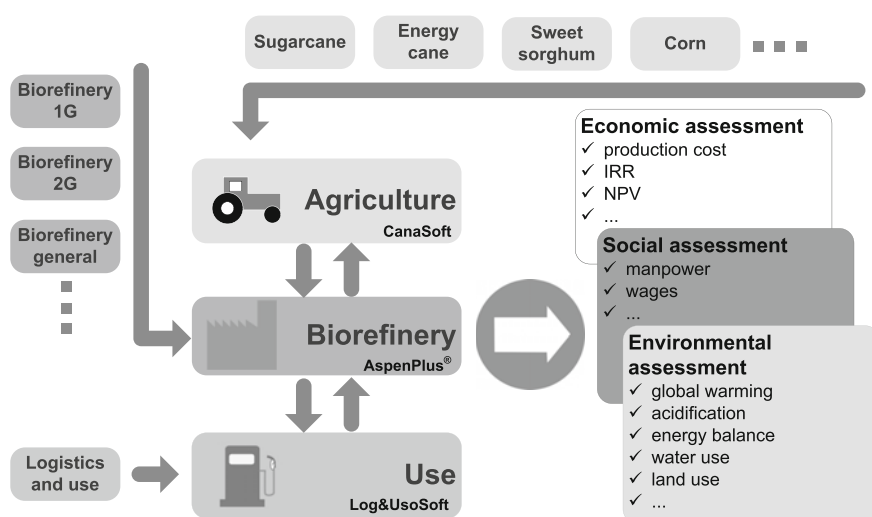 Sugarcane
Energy
cane
Sweet
sorghum
Corn
Biorefinery
1G
Biorefinery
2G
Biorefinery
general
Logistics
and use
Agriculture
CanaSoft
Biorefinery
AspenPlus®
Use
Log&UsoSoft
Economic assessment
✓ production cost
✓ IRR
✓ NPV
✓ ...
Social assessment
✓ manpower
✓ wages
✓ ...
Environmental
assessment
✓ global warming
✓ acidification
✓ energy balance
✓ water use
✓ land use
✓ ...